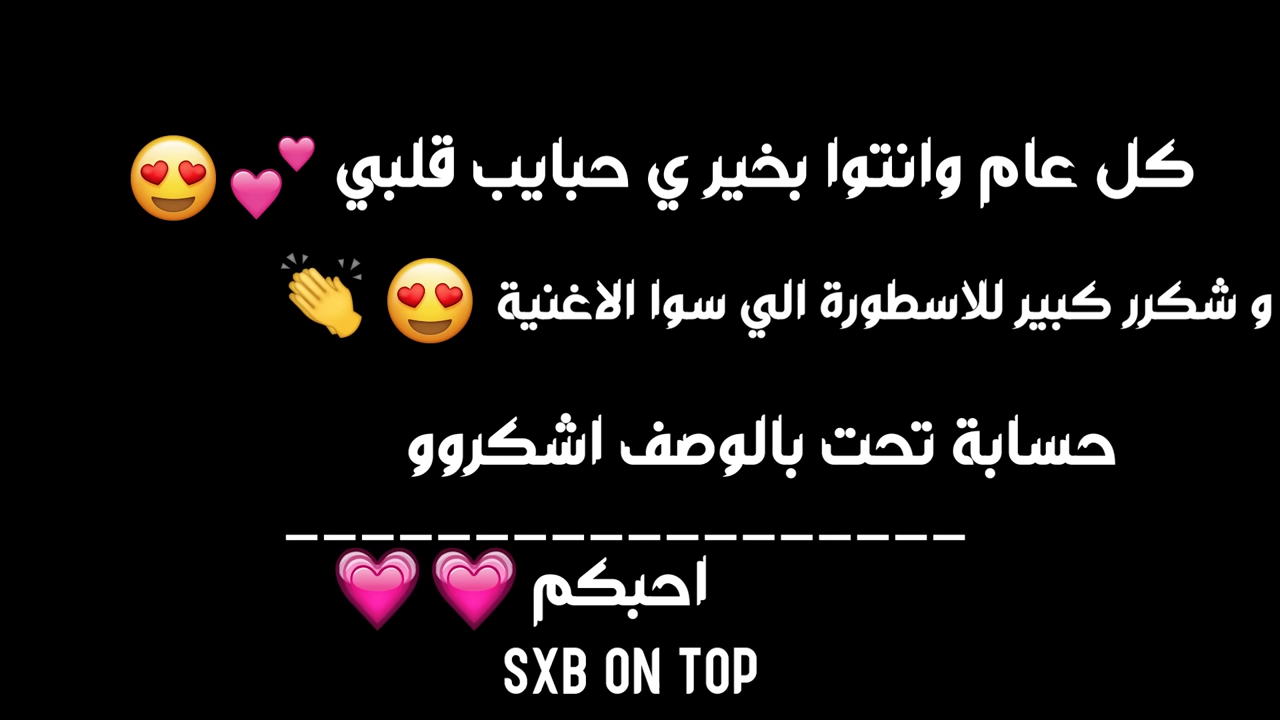 كل عام وانتوا بخير ي حبايب قلبي 💕 😍
و شكرر كبير للاسطورة الي سوا الاغنية 😍 👏
حسابة تحت بالوصف اشكروو
_ _ _ _ _ _ _ _ _ _ _ _ _ _ _ _ _ _
احبكم 💗 💗
SXB ON TOP